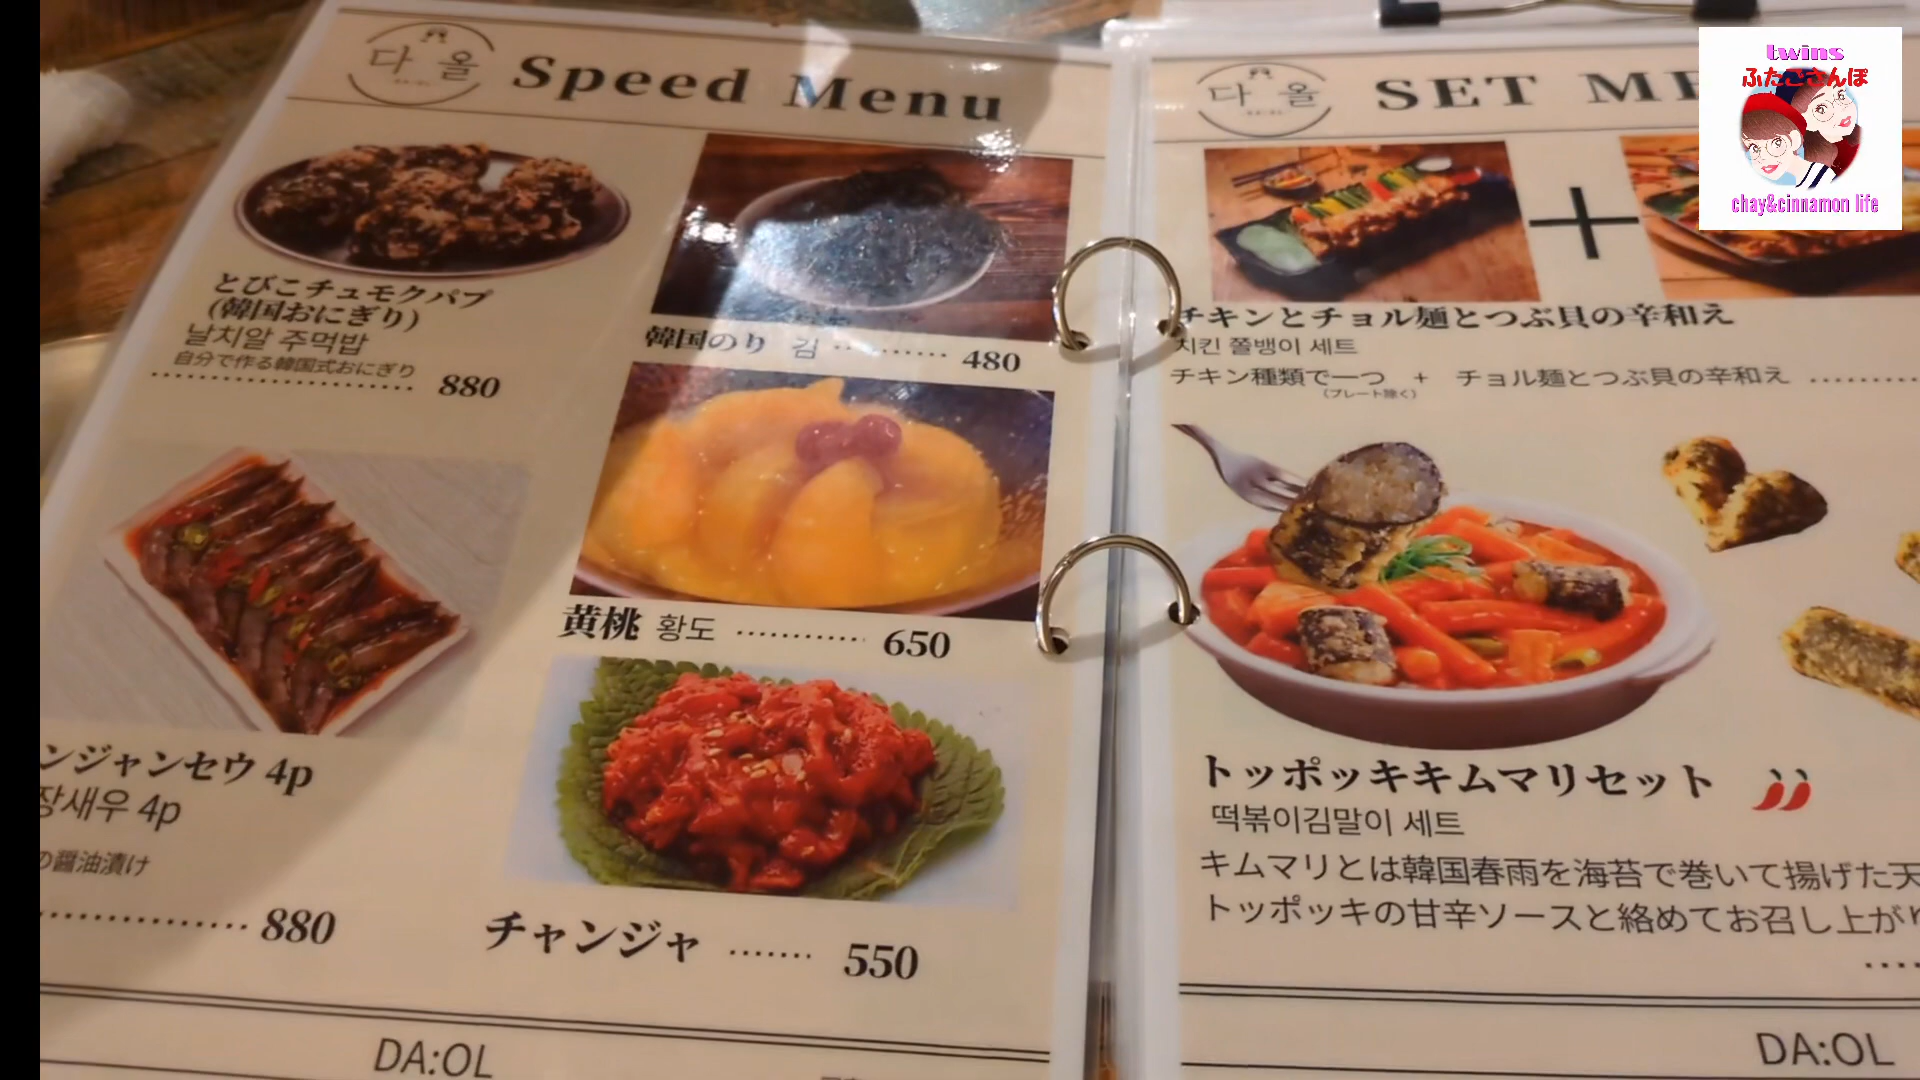 다올
Speed Menu
とびこチュモクパプ
(韓国おにぎり)
날치알 주먹밥
自分で作る韓国式おにぎり
880
韓国のり 김 480
黄桃 황도 650
ンジャンセウ 4p
장새우 4p
の醤油漬け
880
チャンジャ 550
DA:OL
다올
SET ME
チキンとチョル麺とつぶ貝の辛和え
치킨 쫄뱅이 세트
チキン種類で一つ + チョル麺とつぶ貝の辛和え
(プレート除く)
トッポッキキムマリセット
떡볶이김말이 세트
キムマリとは韓国春雨を海苔で巻いて揚げた天
トッポッキの甘辛ソースと絡めてお召し上がり
DA:OL
twins
ふたごさんぽ
chay&cinnamon life